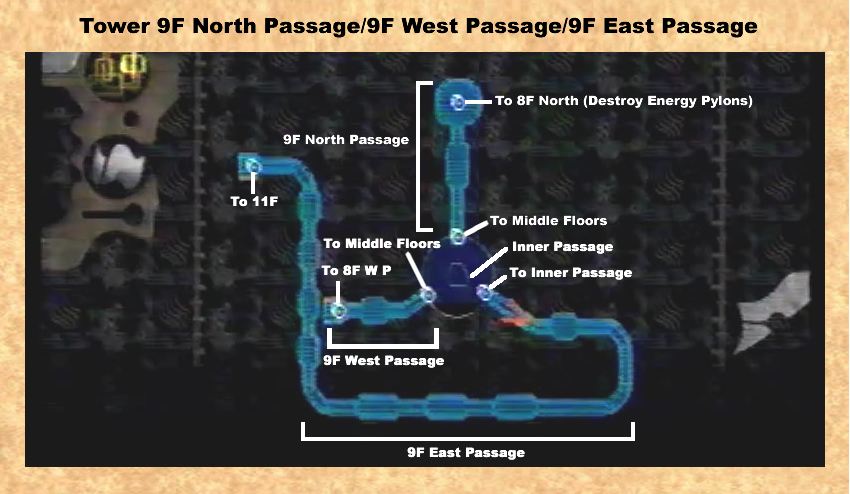 Tower 9F North Passage/9F West Passage/9F East Passage
To 8F North (Destroy Energy Pylons)
9F North Passage
To 11F
To Middle Floors
To Middle Floors
Inner Passage
To 8F W P
To Inner Passage
9F West Passage
9F East Passage